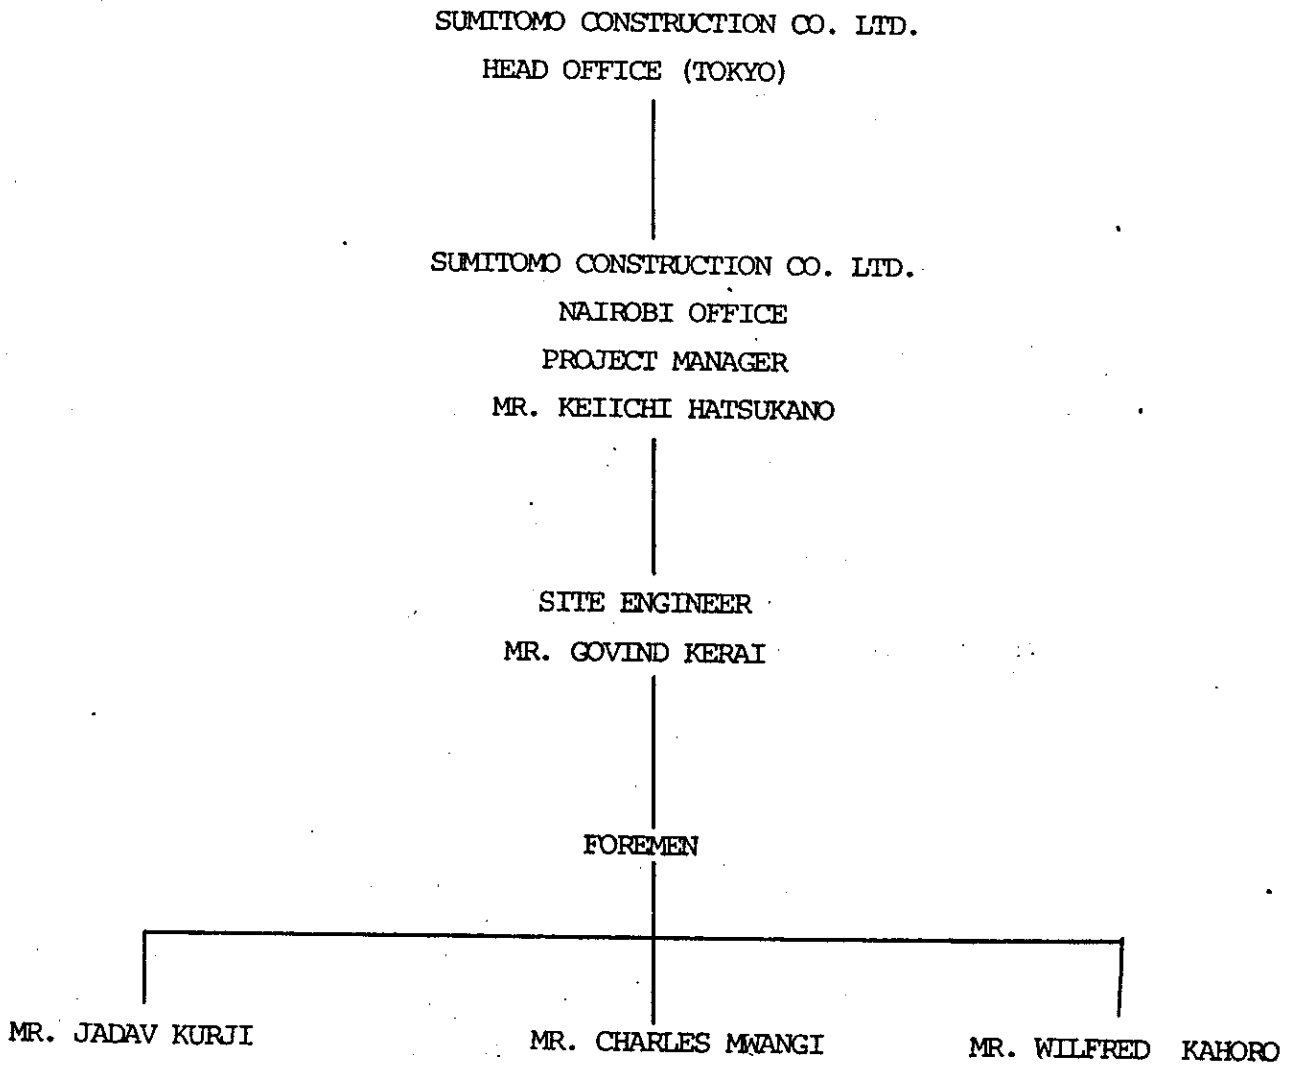 SUMITOMO CONSTRUCTION CO. LTD.
HEAD OFFICE (TOKYO)
SUMITOMO CONSTRUCTION CO. LTD.
NAIROBI OFFICE
PROJECT MANAGER
MR. KEIICHI HATSUKANO
SITE ENGINEER
MR. GOVIND KERAI
FOREMEN
MR. JADAV KURJI
MR. CHARLES MWANGI
MR. WILFRED KAHORO